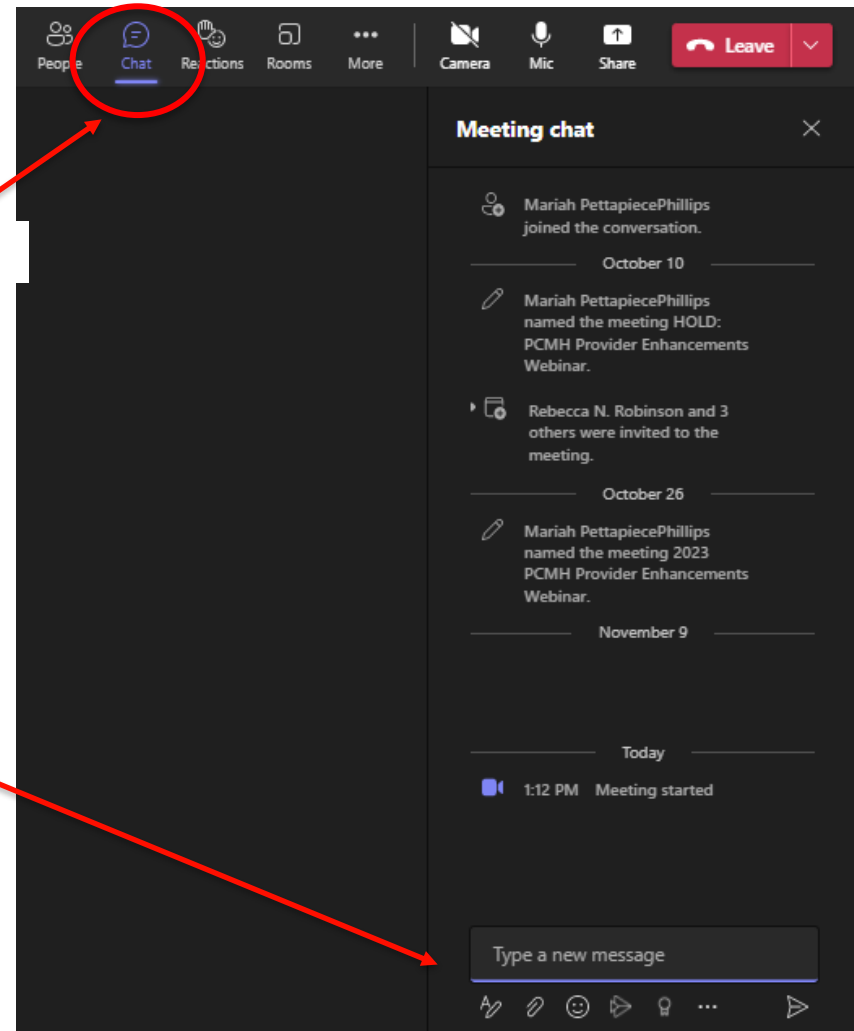 People Chat Reactions Rooms More Camera Mic Share Leave
Meeting chat
Mariah PettapiecePhillips
joined the conversation.
October 10
Mariah PettapiecePhillips
named the meeting HOLD:
PCMH Provider Enhancements
Webinar.
Rebecca N. Robinson and 3
others were invited to the
meeting.
October 26
Mariah PettapiecePhillips
named the meeting 2023
PCMH Provider Enhancements
Webinar.
November 9
Today
1:12 PM Meeting started
Type a new message